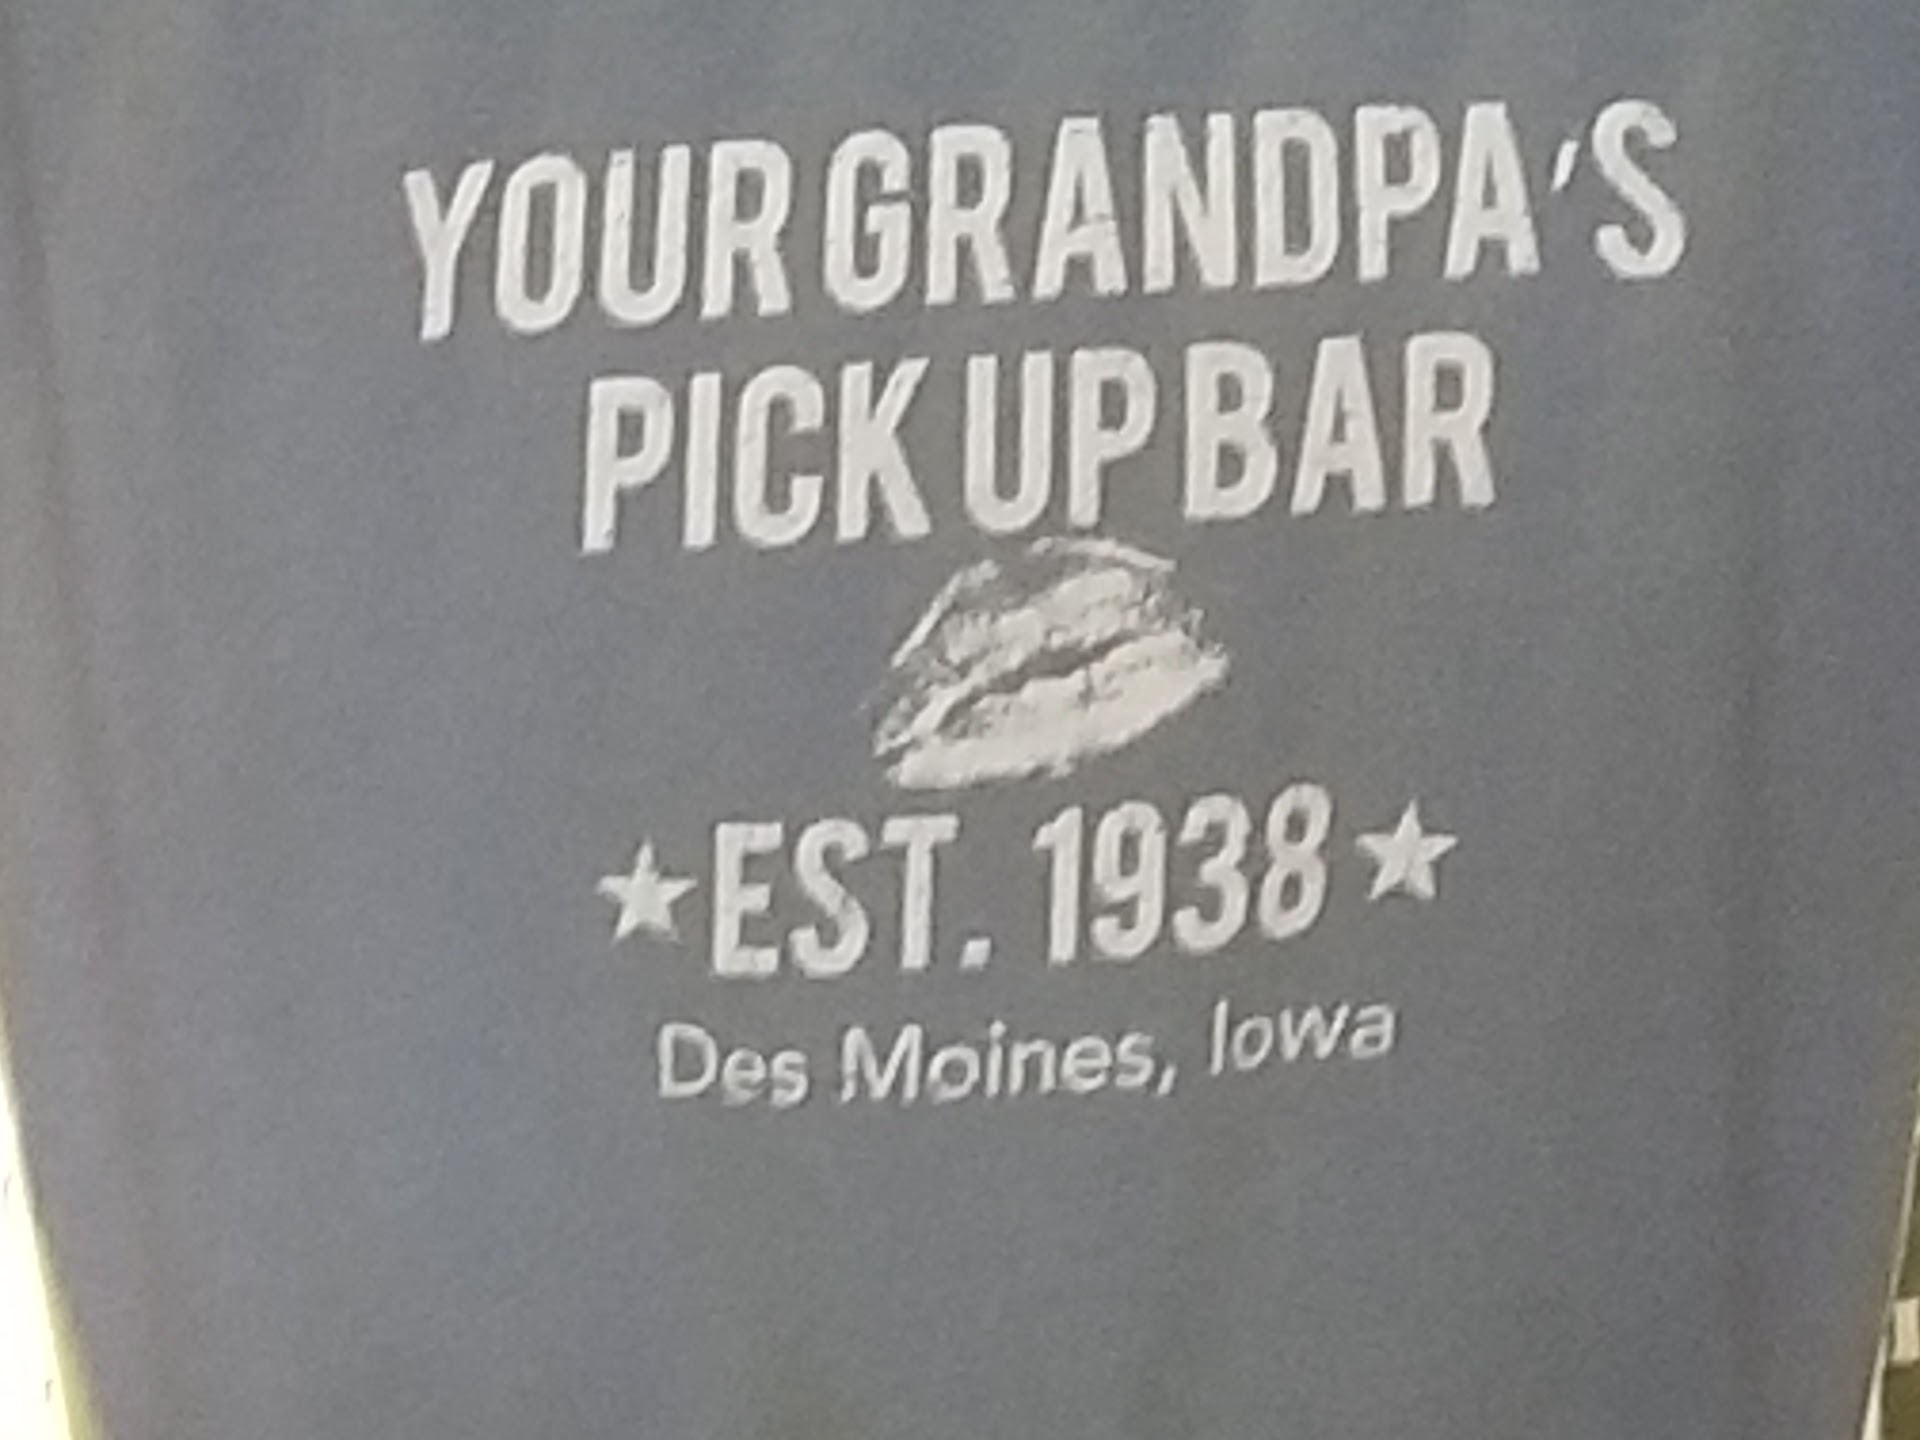 YOUR GRANDPA'S
PICK UP BAR
★EST. 1938★
Des Moines, Iowa